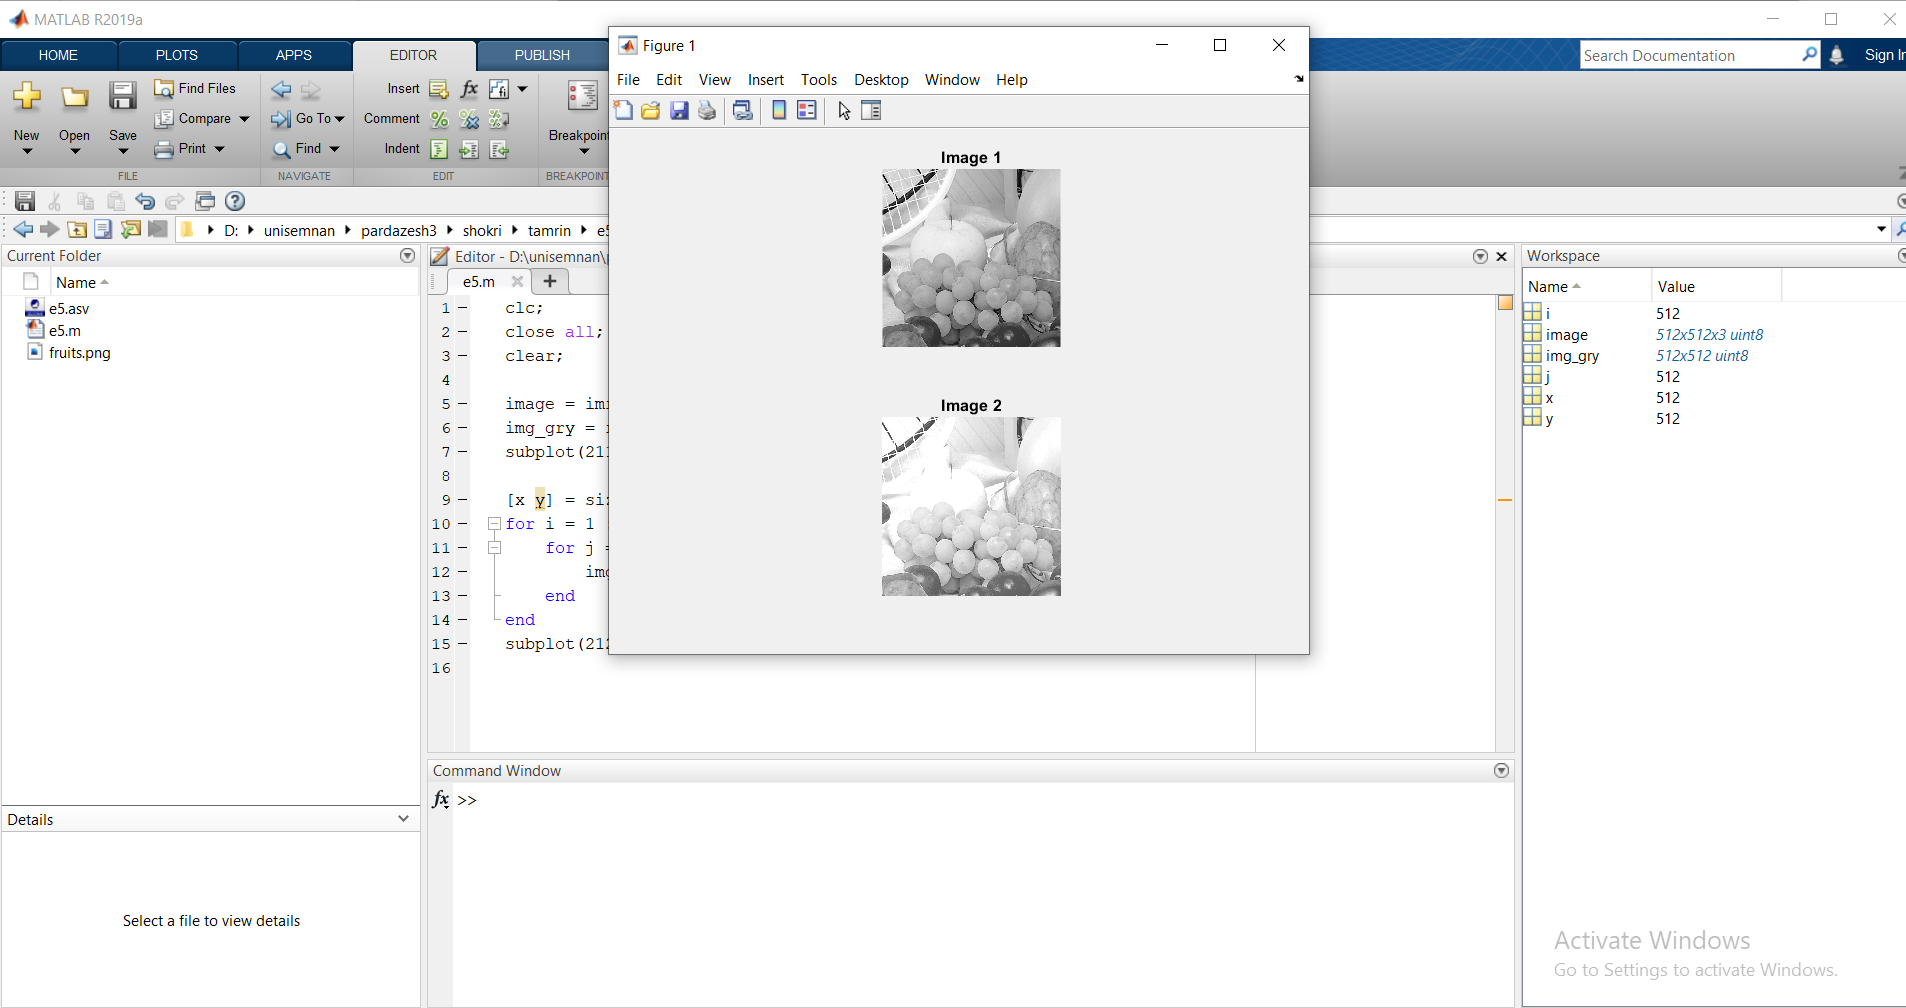 MATLAB R2019a
HOME PLOTS APPS EDITOR PUBLISH
Search Documentation
Sign In
New
Open
Save
Find Files
Compare
Print
FILE
Go To
Find
NAVIGATE
Insert
Comment
Indent
EDIT
Breakpoint
BREAKPOINT
D: unisemnan pardazesh3 shokri tamrin e5
Current Folder
Name
e5.asv
e5.m
fruits.png
Details
Select a file to view details
Editor - D:\unisemnan\
e5.m
1 clc;
2 close all;
3 clear;
4
5 image = im
6 img_gry =
7 subplot(211
8
9 [x y] = si
10 for i = 1
11 for j =
12 im
13 end
14 end
15 subplot(212
16
Figure 1
File Edit View Insert Tools Desktop Window Help
Image 1
Image 2
Command Window
fx >>
Workspace
Name Value
i 512
image 512x512x3 uint8
img_gry 512x512 uint8
j 512
x 512
y 512
Activate Windows
Go to Settings to activate Windows.